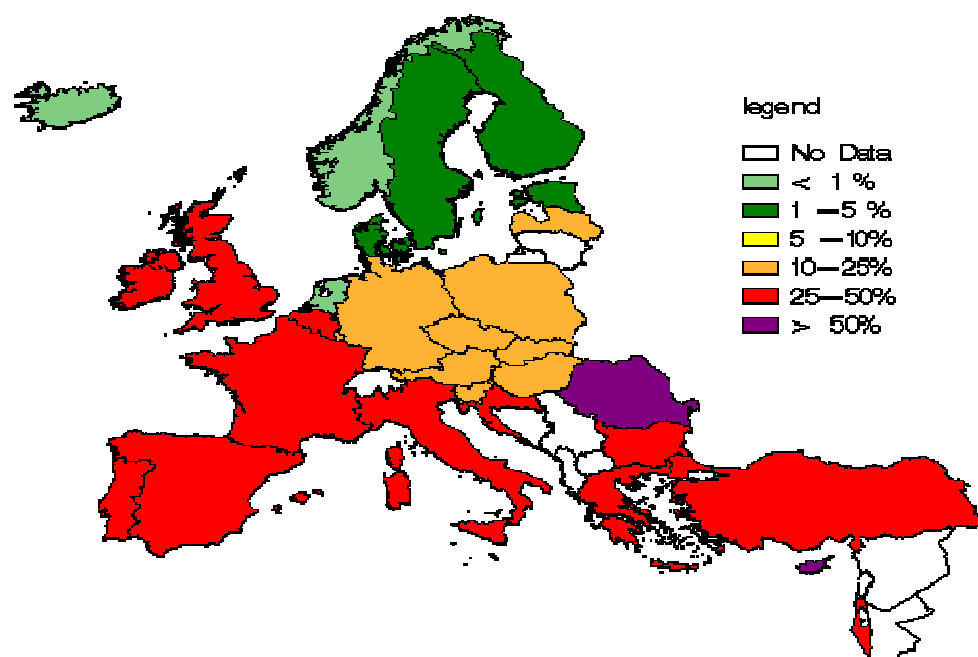 legend
No Data
< 1 %
1 –5 %
5 –10%
10–25%
25–50%
> 50%